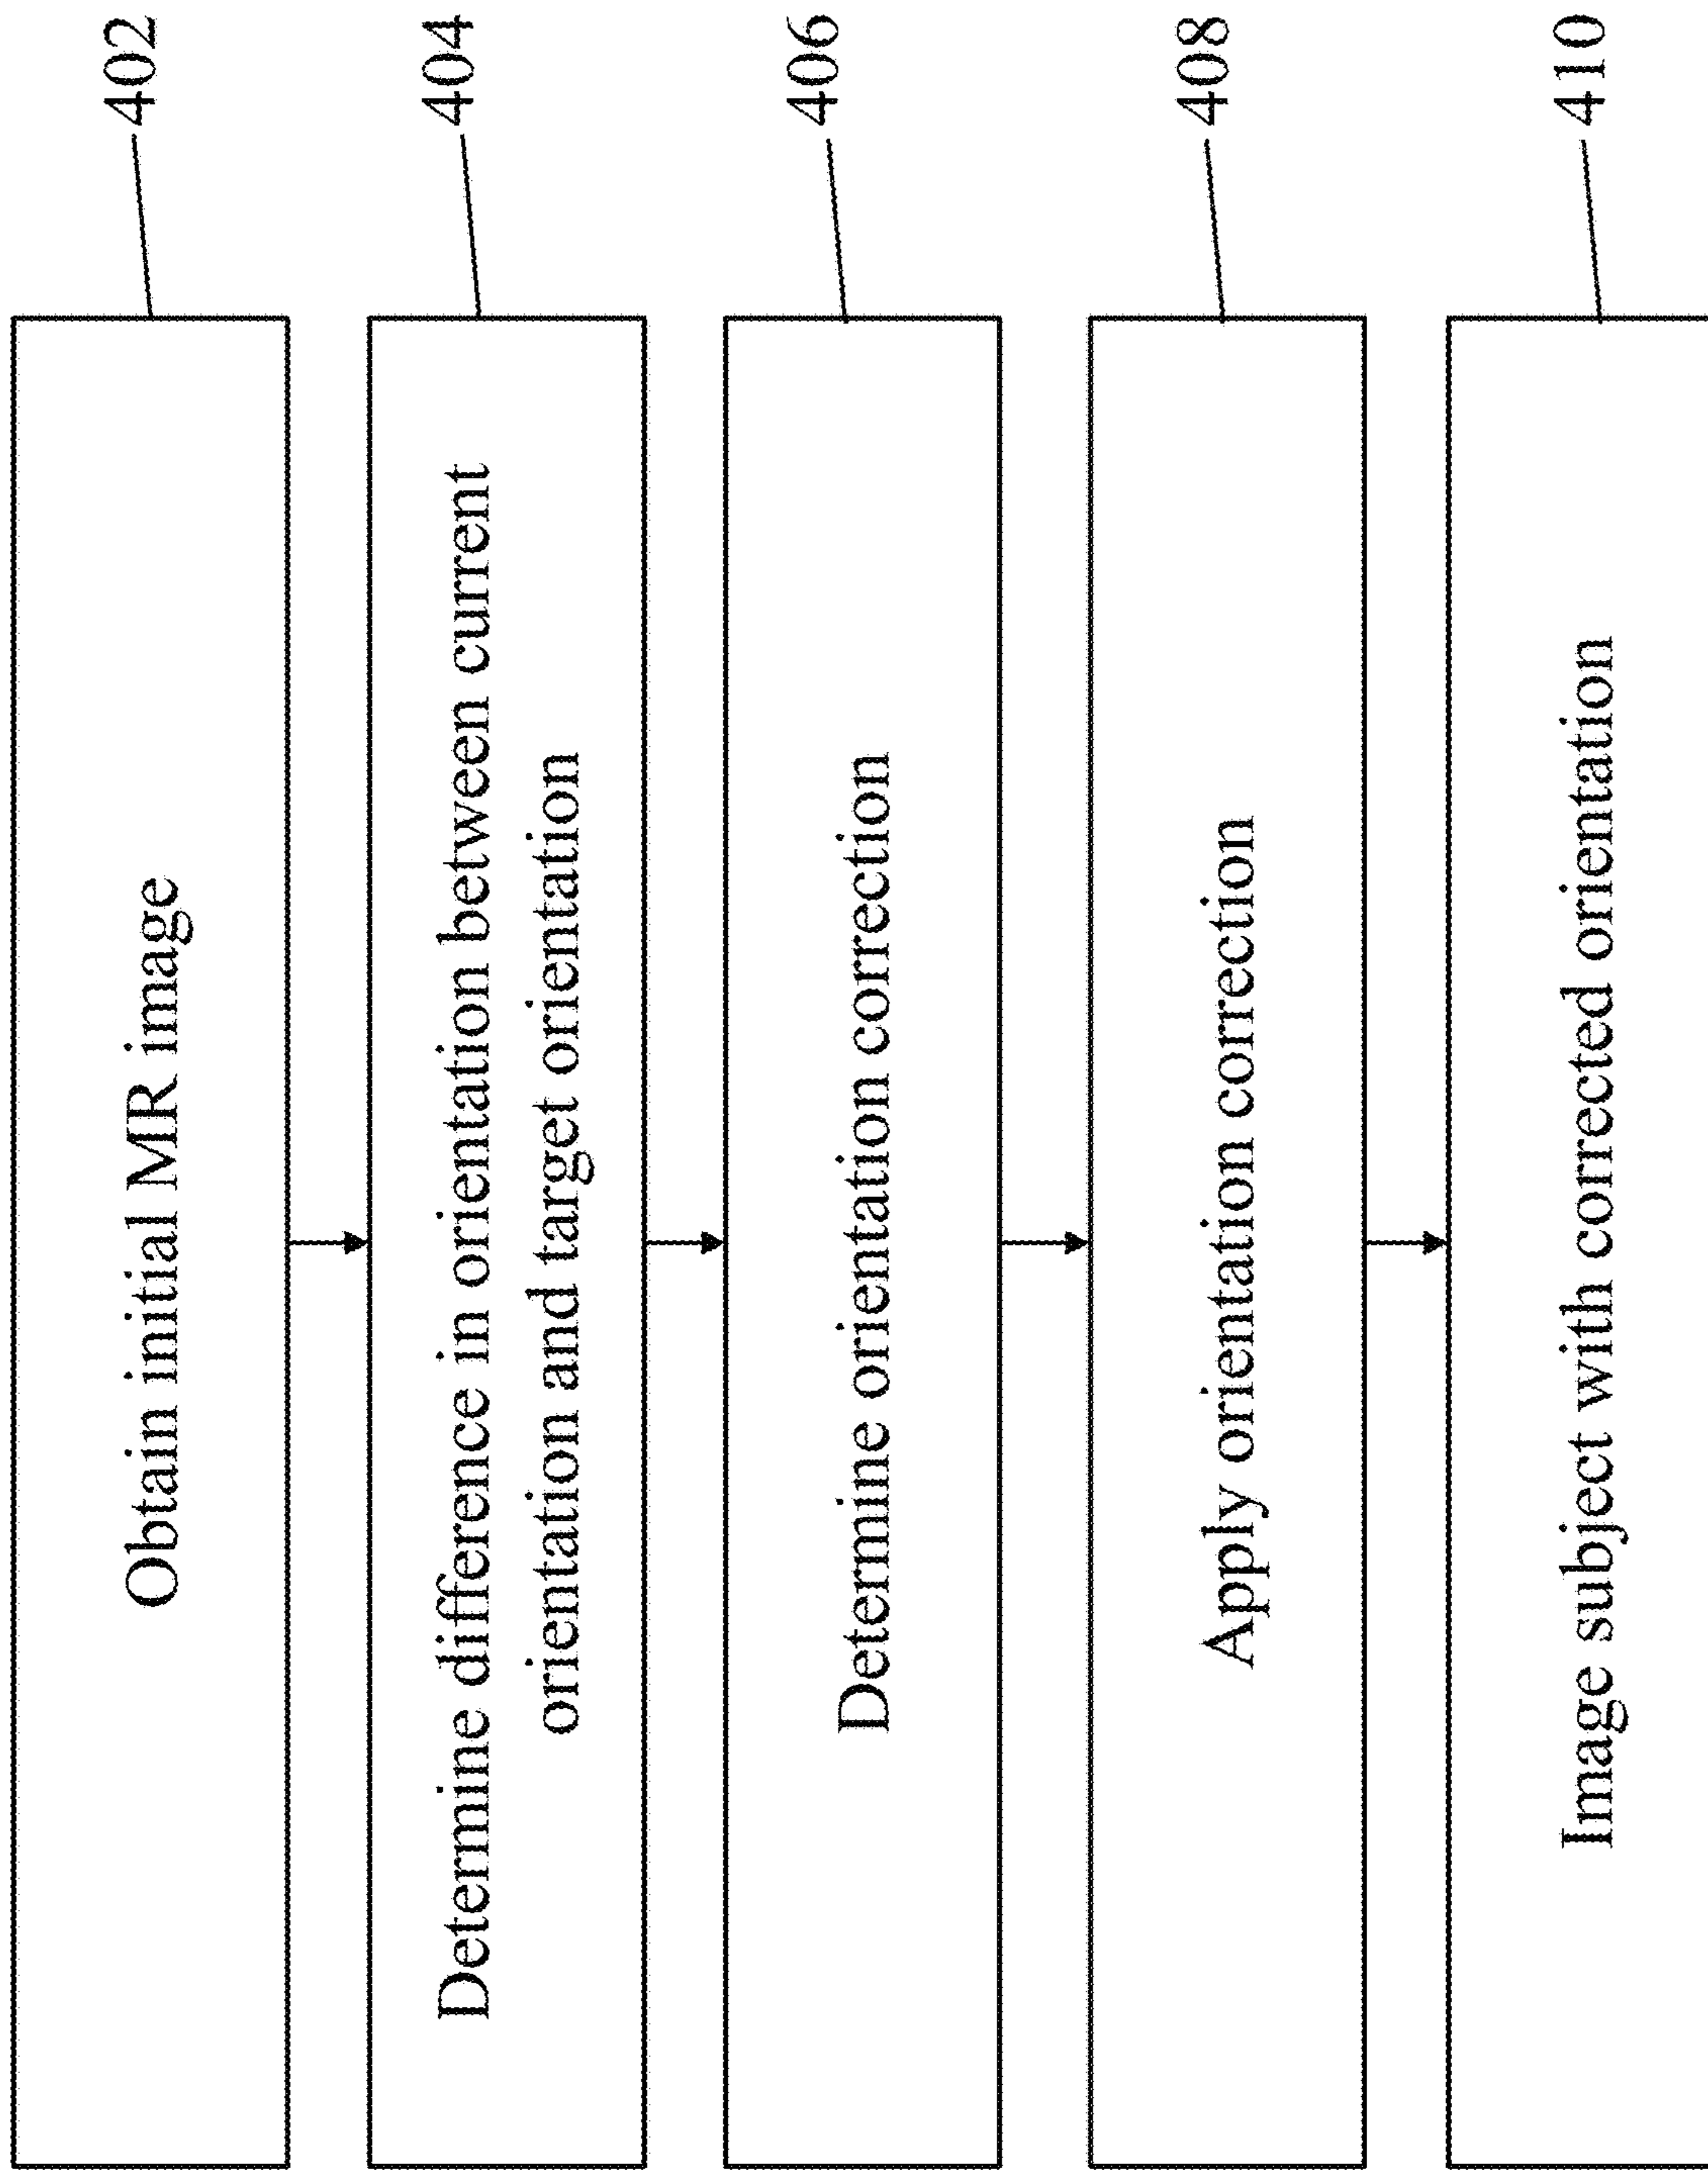 Obtain initial MR image
402
Determine difference in orientation between current
orientation and target orientation
404
Determine orientation correction
406
Apply orientation correction
408
Image subject with corrected orientation
410